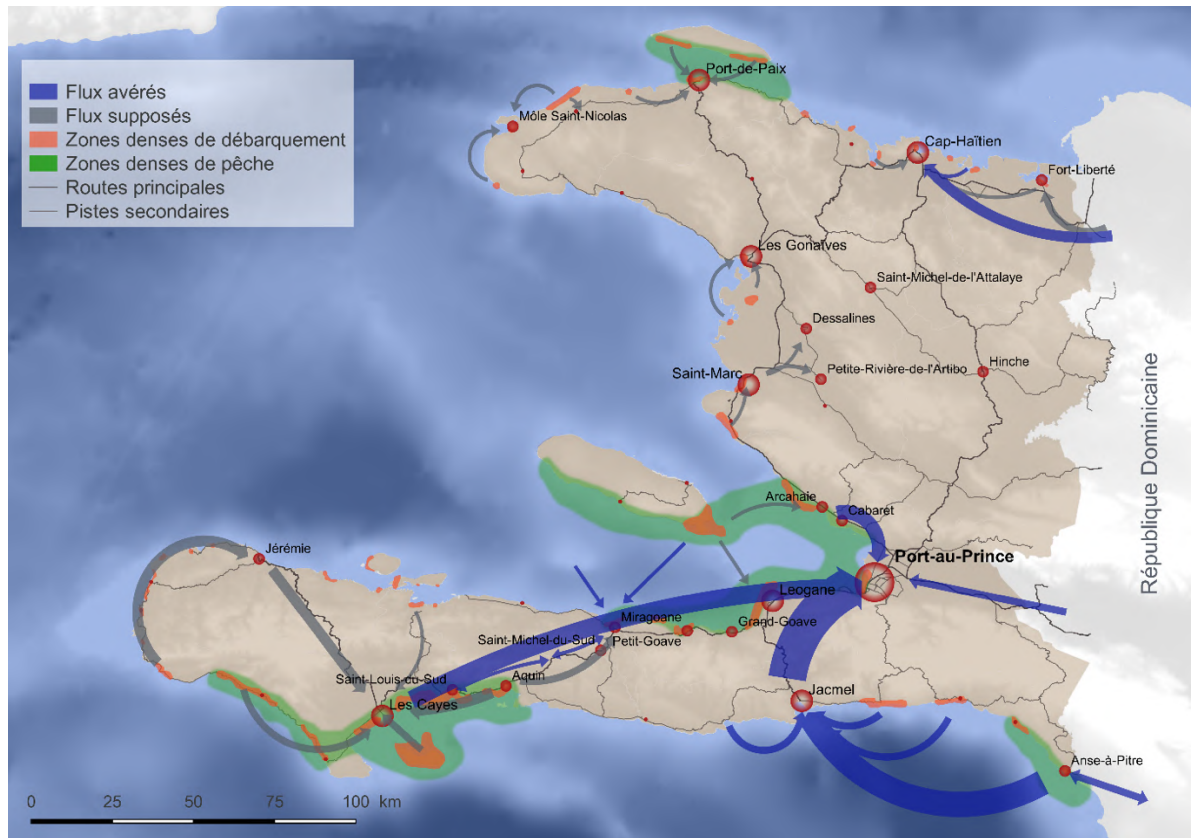 Flux avérés
Flux supposés
Zones denses de débarquement
Zones denses de pêche
Routes principales
Pistes secondaires
Port-de-Paix
Môle Saint-Nicolas
Cap-Haïtien
Fort-Liberté
Les Gonaïves
Saint-Michel-de-l'Attalaye
Dessalines
Saint-Marc
Petite-Rivière-de-l'Artibo
Hinche
République Dominicaine
Arcahaie
Cabaret
Port-au-Prince
Jérémie
Leogane
Miragoane
Grand-Goave
Saint-Michel-du-Sud
Petit-Goave
Saint-Louis-cu-Sud
Aquin
Les Cayes
Jacmel
Anse-à-Pitre
0 25 50 75 100 km